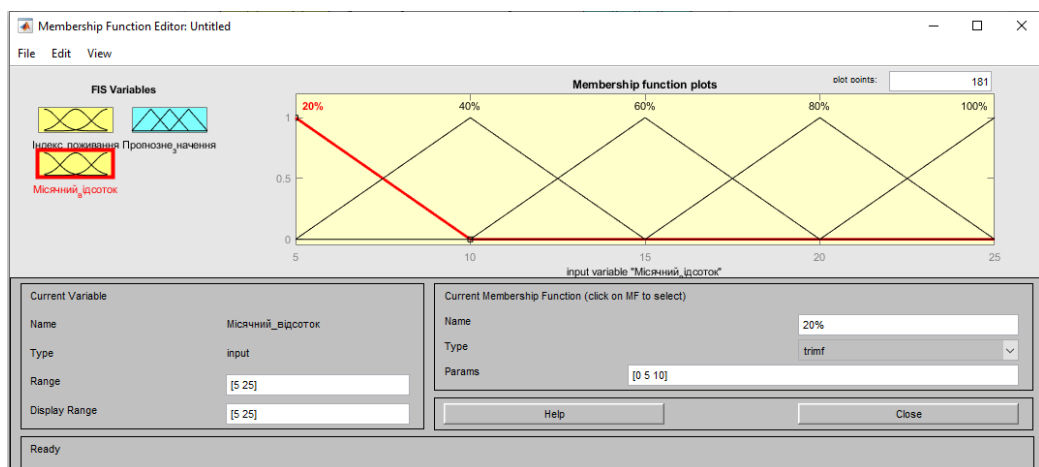 Membership Function Editor: Untitled
File Edit View
FIS Variables
Індекс_поживання Прогнозне_значення
Місячний_відсоток
Membership function plots
plot points:
181
20% 40% 60% 80% 100%
1
0.5
0
5 10 15 20 25
input variable "Місячний_ідсоток"
Current Variable
Name Місячний_відсоток
Type input
Range [5 25]
Display Range [5 25]
Current Membership Function (click on MF to select)
Name 20%
Type trimf
Params [0 5 10]
Help Close
Ready